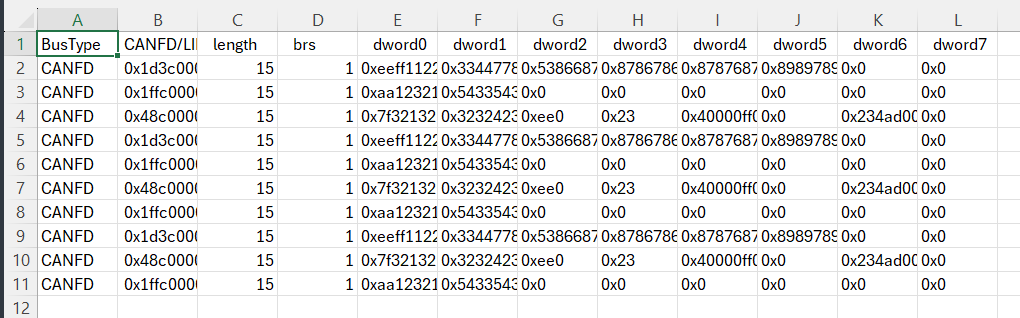 A B C D E F G H I J K L
1 BusType CANFD/LI length brs dword0 dword1 dword2 dword3 dword4 dword5 dword6 dword7
2 CANFD 0x1d3c000 15 1 0xeeff1122 0x3344778 0x5386687 0x8786786 0x8787687 0x8989789 0x0 0x0
3 CANFD 0x1ffc000 15 1 0xaa12321 0x5433543 0x0 0x0 0x0 0x0 0x0 0x0
4 CANFD 0x48c0000 15 1 0x7f32132 0x3232423 0xee0 0x23 0x40000ff0 0x0 0x234ad00 0x0
5 CANFD 0x1d3c000 15 1 0xeeff1122 0x3344778 0x5386687 0x8786786 0x8787687 0x8989789 0x0 0x0
6 CANFD 0x1ffc000 15 1 0xaa12321 0x5433543 0x0 0x0 0x0 0x0 0x0 0x0
7 CANFD 0x48c0000 15 1 0x7f32132 0x3232423 0xee0 0x23 0x40000ff0 0x0 0x234ad00 0x0
8 CANFD 0x1ffc000 15 1 0xaa12321 0x5433543 0x0 0x0 0x0 0x0 0x0 0x0
9 CANFD 0x1d3c000 15 1 0xeeff1122 0x3344778 0x5386687 0x8786786 0x8787687 0x8989789 0x0 0x0
10 CANFD 0x48c0000 15 1 0x7f32132 0x3232423 0xee0 0x23 0x40000ff0 0x0 0x234ad00 0x0
11 CANFD 0x1ffc000 15 1 0xaa12321 0x5433543 0x0 0x0 0x0 0x0 0x0 0x0
12